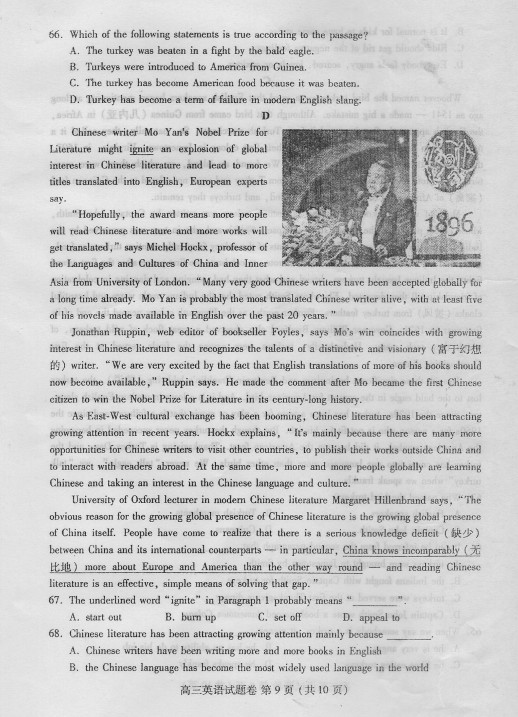 66. Which of the following statements is true according to the passage?
A. The turkey was beaten in a fight by the bald eagle.
B. Turkeys were introduced to America from Guinea.
C. The turkey has become American food because it was beaten.
D. Turkey has become a term of failure in modern English slang.
D
Chinese writer Mo Yan's Nobel Prize for
Literature might ignite an explosion of global
interest in Chinese literature and lead to more
titles translated into English, European experts
say.
"Hopefully, the award means more people
will read Chinese literature and more works will
get translated," says Michel Hockx, professor of
the Languages and Cultures of China and Inner
Asia from University of London. "Many very good Chinese writers have been accepted globally for
a long time already. Mo Yan is probably the most translated Chinese writer alive, with at least five
of his novels made available in English over the past 20 years."
Jonathan Ruppin, web editor of bookseller Foyles, says Mo's win coincides with growing
interest in Chinese literature and recognizes the talents of a distinctive and visionary (富于幻想
的) writer. "We are very excited by the fact that English translations of more of his books should
now become available," Ruppin says. He made the comment after Mo became the first Chinese
citizen to win the Nobel Prize for Literature in its century-long history.
As East-West cultural exchange has been booming, Chinese literature has been attracting
growing attention in recent years. Hockx explains, "It's mainly because there are many more
opportunities for Chinese writers to visit other countries, to publish their works outside China and
to interact with readers abroad. At the same time, more and more people globally are learning
Chinese and taking an interest in the Chinese language and culture."
University of Oxford lecturer in modern Chinese literature Margaret Hillenbrand says, "The
obvious reason for the growing global presence of Chinese literature is the growing global presence
of China itself. People have come to realize that there is a serious knowledge deficit (缺少)
between China and its international counterparts — in particular, China knows incomparably (无
比地) more about Europe and America than the other way round — and reading Chinese
literature is an effective, simple means of solving that gap."
67. The underlined word "ignite" in Paragraph 1 probably means "________".
A. start out B. burn up C. set off D. appeal to
68. Chinese literature has been attracting growing attention mainly because ________.
A. Chinese writers have been writing more and more books in English
B. the Chinese language has become the most widely used language in the world
高三英语试题卷 第 9 页 (共 10 页)
1896